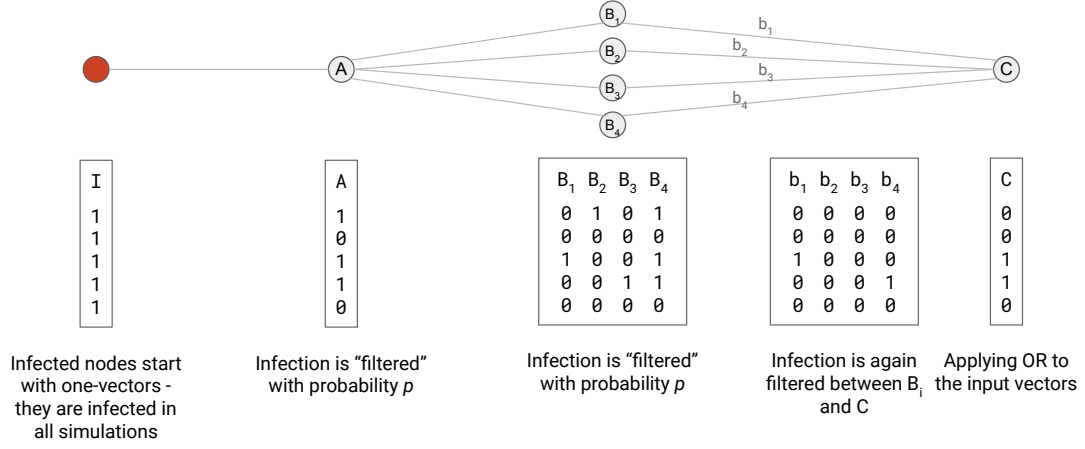 B1
b1
B2
b2
A
C
B3
b3
b4
B4
I
1
1
1
1
1
A
1
0
1
1
0
B1 B2 B3 B4
0 1 0 1
0 0 0 0
1 0 0 1
0 0 1 1
0 0 0 0
b1 b2 b3 b4
0 0 0 0
0 0 0 0
1 0 0 0
0 0 0 1
0 0 0 0
C
0
0
1
1
0
Infected nodes start
with one-vectors -
they are infected in
all simulations
Infection is “filtered”
with probability p
Infection is “filtered”
with probability p
Infection is again
filtered between Bi
and C
Applying OR to
the input vectors